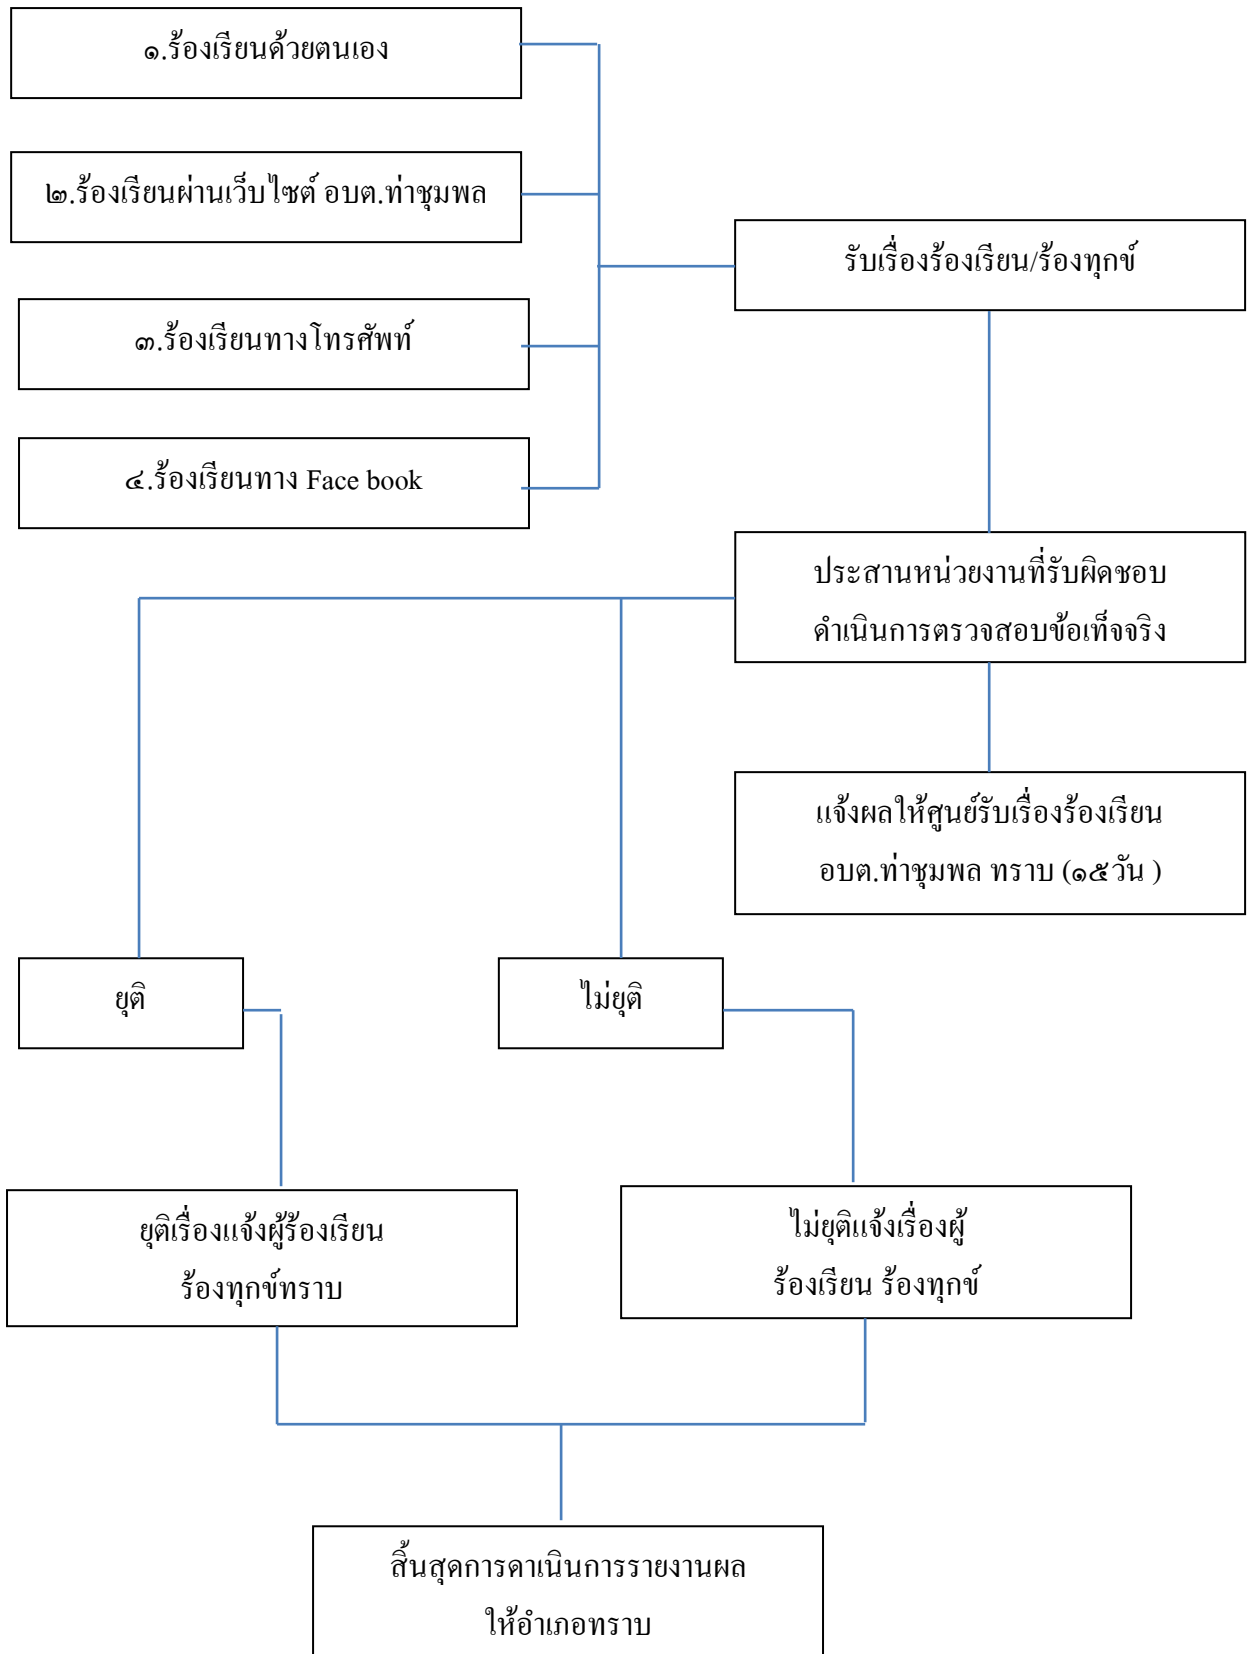 ๑.ร้องเรียนด้วยตนเอง
๒.ร้องเรียนผ่านเว็บไซต์ อบต.ท่าชุมพล
๓.ร้องเรียนทางโทรศัพท์
๔.ร้องเรียนทาง Face book
รับเรื่องร้องเรียน/ร้องทุกข์
ประสานหน่วยงานที่รับผิดชอบ
ดำเนินการตรวจสอบข้อเท็จจริง
แจ้งผลให้ศูนย์รับเรื่องร้องเรียน
อบต.ท่าชุมพล ทราบ (๑๕วัน )
ยุติ
ไม่ยุติ
ยุติเรื่องแจ้งผู้ร้องเรียน
ร้องทุกข์ทราบ
ไม่ยุติแจ้งเรื่องผู้
ร้องเรียน ร้องทุกข์
สิ้นสุดการดาเนินการรายงานผล
ให้อำเภอทราบ